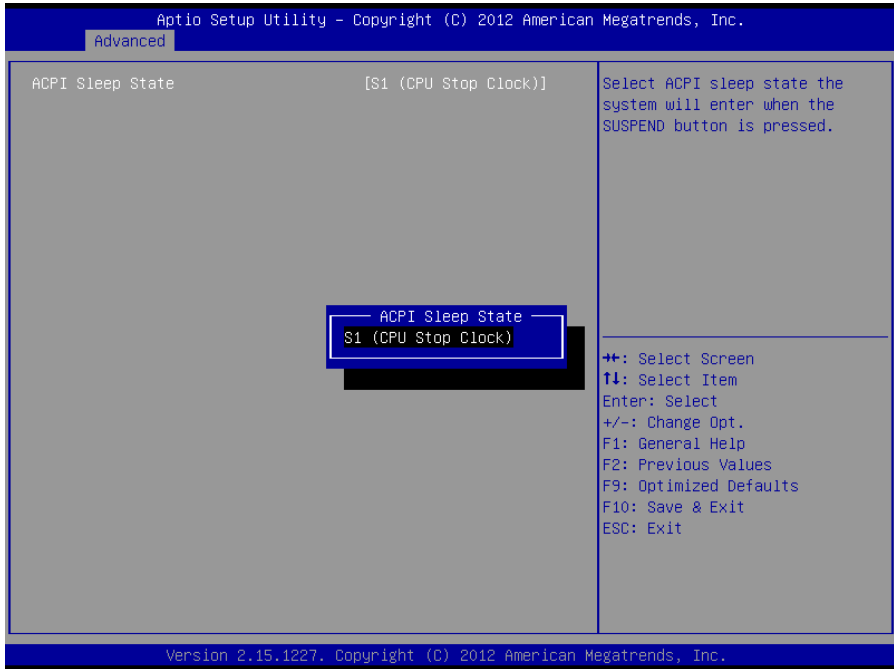 Aptio Setup Utility – Copyright (C) 2012 American Megatrends, Inc.
Advanced
ACPI Sleep State [S1 (CPU Stop Clock)]
Select ACPI sleep state the
system will enter when the
SUSPEND button is pressed.
ACPI Sleep State
S1 (CPU Stop Clock)
→←: Select Screen
↑↓: Select Item
Enter: Select
+/-: Change Opt.
F1: General Help
F2: Previous Values
F9: Optimized Defaults
F10: Save & Exit
ESC: Exit
Version 2.15.1227. Copyright (C) 2012 American Megatrends, Inc.